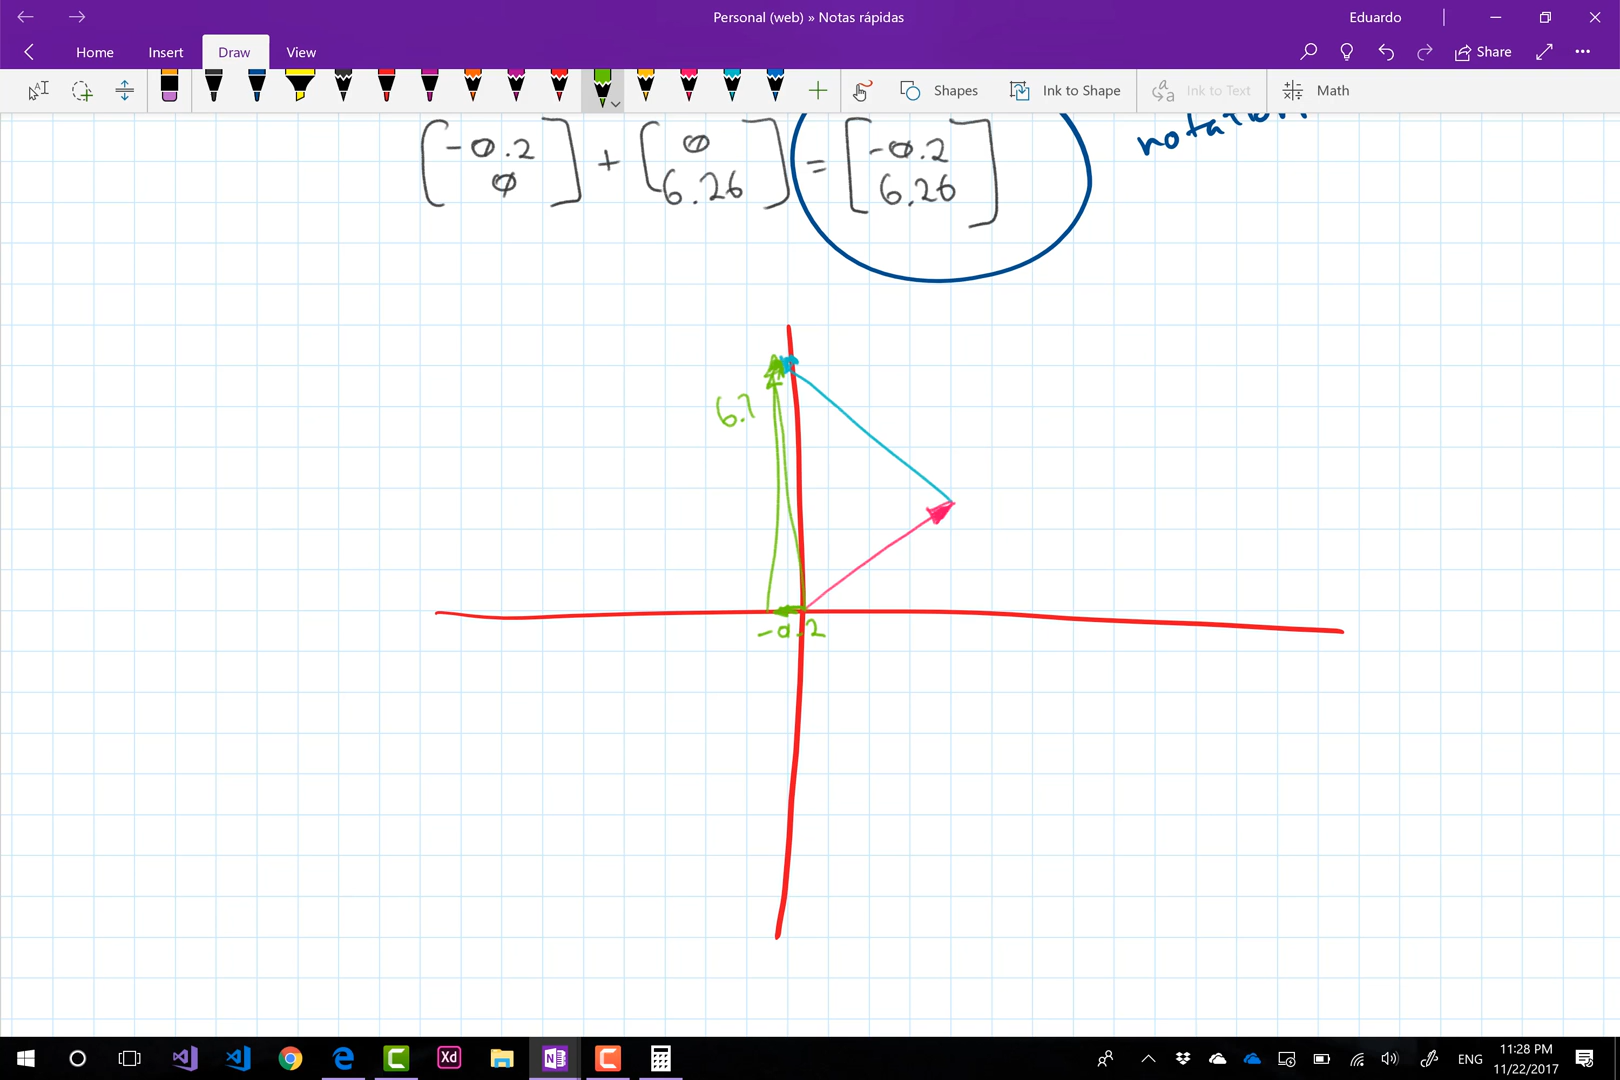 Personal (web) » Notas rápidas
Eduardo
Home Insert Draw View
Share
Shapes
Ink to Shape
Ink to Text
Math
notation
[-0.2 0] + [0 6.26] = [-0.2 6.26]
6.2
-0.2
Xd
N
ENG
11:28 PM
11/22/2017